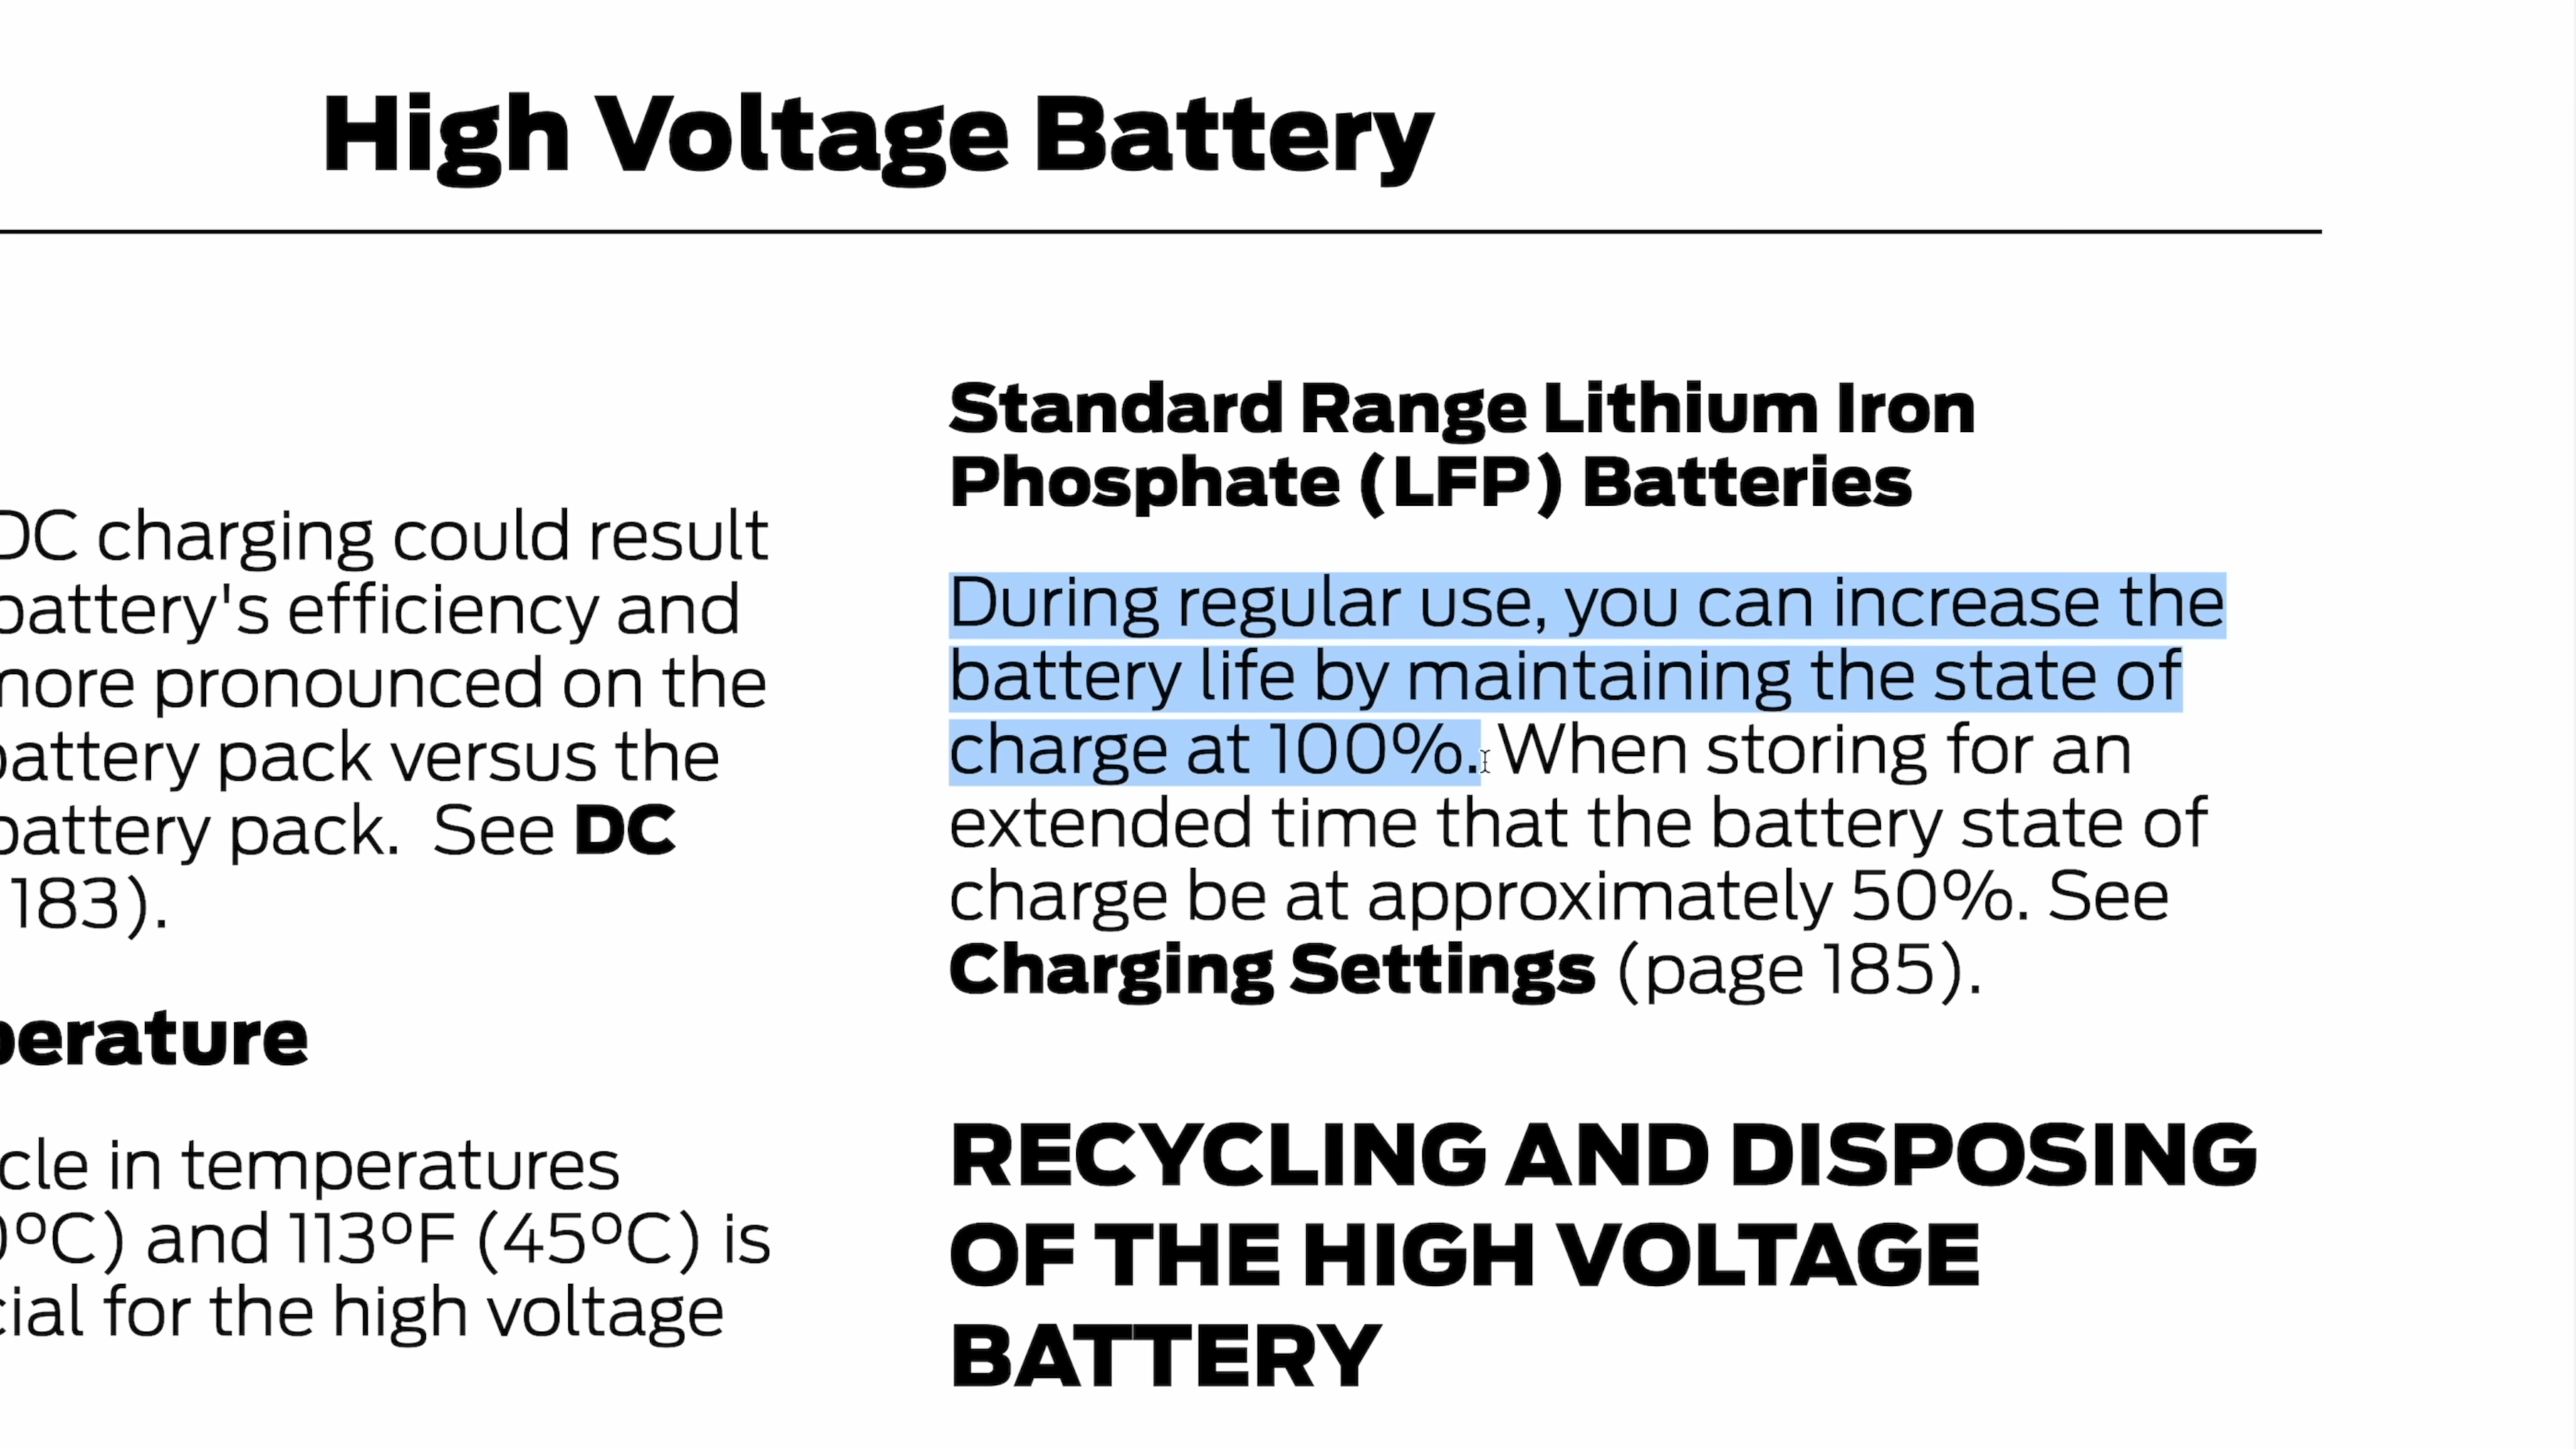 High Voltage Battery
DC charging could result
battery's efficiency and
more pronounced on the
battery pack versus the
battery pack. See DC
183).
perature
cle in temperatures
0°C) and 113°F (45°C) is
cial for the high voltage
Standard Range Lithium Iron
Phosphate (LFP) Batteries
During regular use, you can increase the
battery life by maintaining the state of
charge at 100%. When storing for an
extended time that the battery state of
charge be at approximately 50%. See
Charging Settings (page 185).
RECYCLING AND DISPOSING
OF THE HIGH VOLTAGE
BATTERY